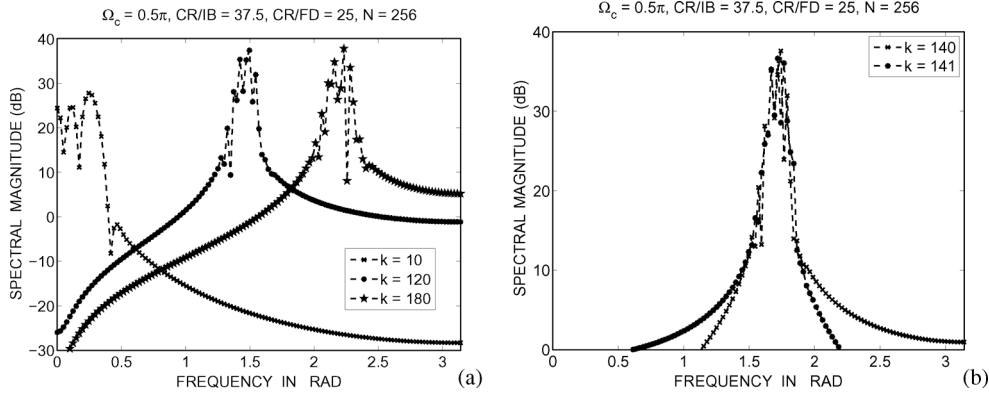 Ω_c = 0.5π, CR/IB = 37.5, CR/FD = 25, N = 256
SPECTRAL MAGNITUDE (dB)
40
30
20
10
0
−10
−20
−30
k = 10
k = 120
k = 180
0
0.5
1
1.5
2
2.5
3
FREQUENCY IN RAD
(a)
Ω_c = 0.5π, CR/IB = 37.5, CR/FD = 25, N = 256
SPECTRAL MAGNITUDE (dB)
40
30
20
10
0
k = 140
k = 141
0
0.5
1
1.5
2
2.5
3
FREQUENCY IN RAD
(b)